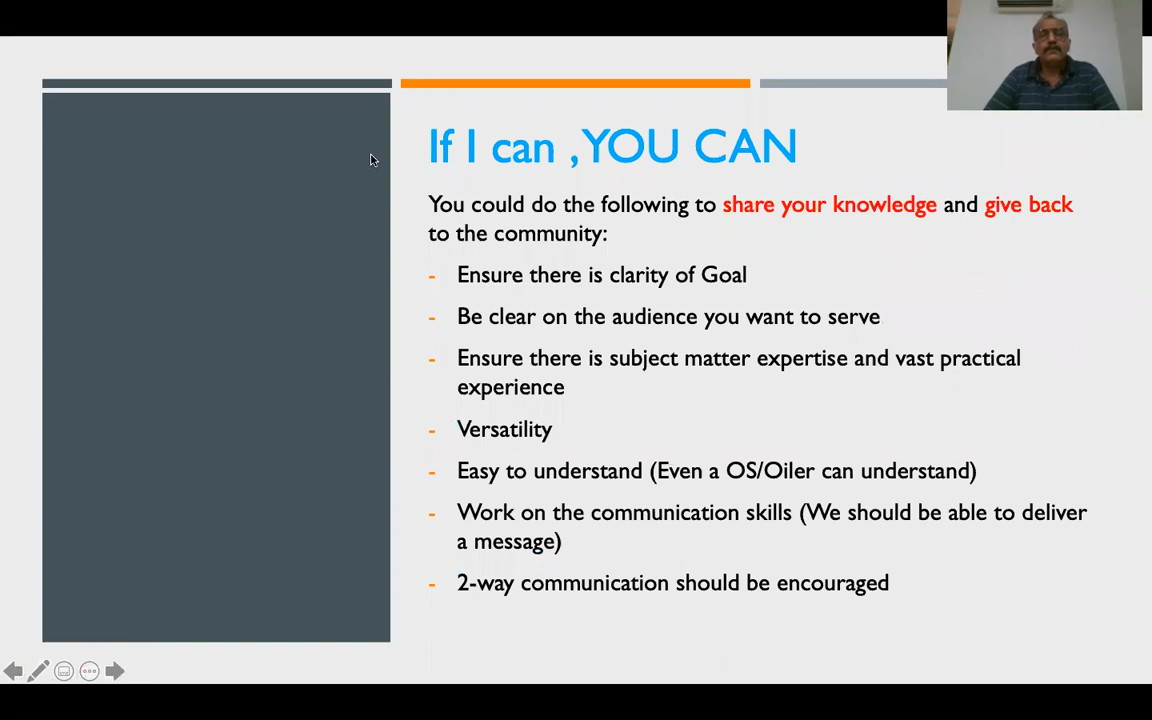 If I can ,YOU CAN
You could do the following to share your knowledge and give back
to the community:
- Ensure there is clarity of Goal
- Be clear on the audience you want to serve
- Ensure there is subject matter expertise and vast practical
experience
- Versatility
- Easy to understand (Even a OS/Oiler can understand)
- Work on the communication skills (We should be able to deliver
a message)
- 2-way communication should be encouraged